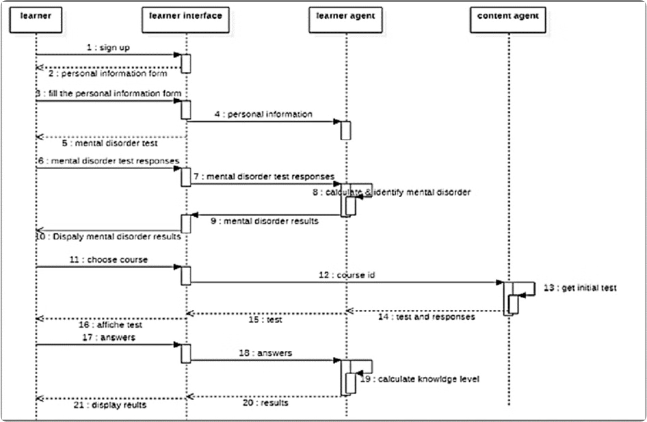 learner
learner interface
learner agent
content agent
1 : sign up
2 : personal information form
3 : fill the personal information form
4 : personal information
5 : mental disorder test
6 : mental disorder test responses
7 : mental disorder test responses
8 : calculate & identify mental disorder
9 : mental disorder results
10 : Dispaly mental disorder results
11 : choose course
12 : course id
13 : get initial test
14 : test and responses
15 : test
16 : affiche test
17 : answers
18 : answers
19 : calculate knowldge level
20 : results
21 : display reults